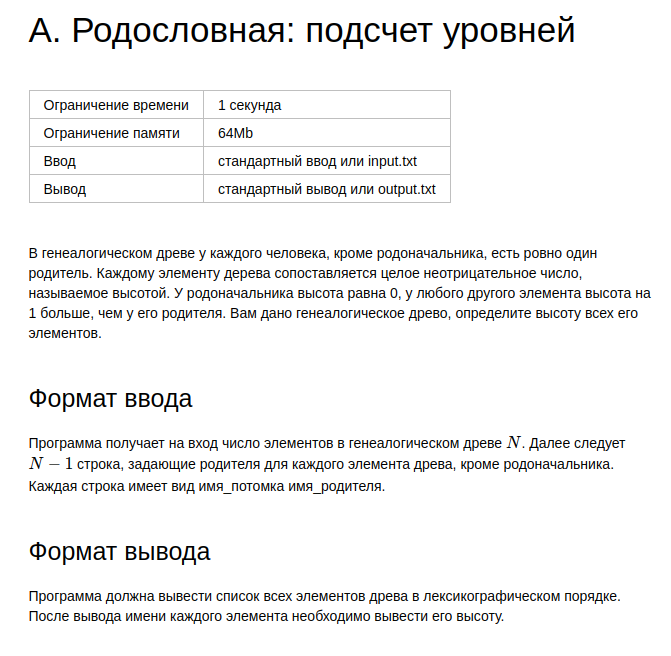 А. Родословная: подсчет уровней
Ограничение времени 1 секунда
Ограничение памяти 64Mb
Ввод стандартный ввод или input.txt
Вывод стандартный вывод или output.txt
В генеалогическом древе у каждого человека, кроме родоначальника, есть ровно один
родитель. Каждому элементу дерева сопоставляется целое неотрицательное число,
называемое высотой. У родоначальника высота равна 0, у любого другого элемента высота на
1 больше, чем у его родителя. Вам дано генеалогическое древо, определите высоту всех его
элементов.
Формат ввода
Программа получает на вход число элементов в генеалогическом древе N. Далее следует
N − 1 строка, задающие родителя для каждого элемента древа, кроме родоначальника.
Каждая строка имеет вид имя_потомка имя_родителя.
Формат вывода
Программа должна вывести список всех элементов древа в лексикографическом порядке.
После вывода имени каждого элемента необходимо вывести его высоту.